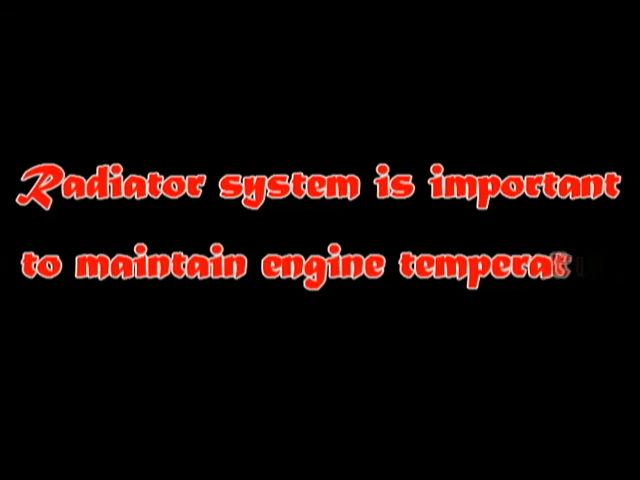 Radiator system is important
to maintain engine temperat